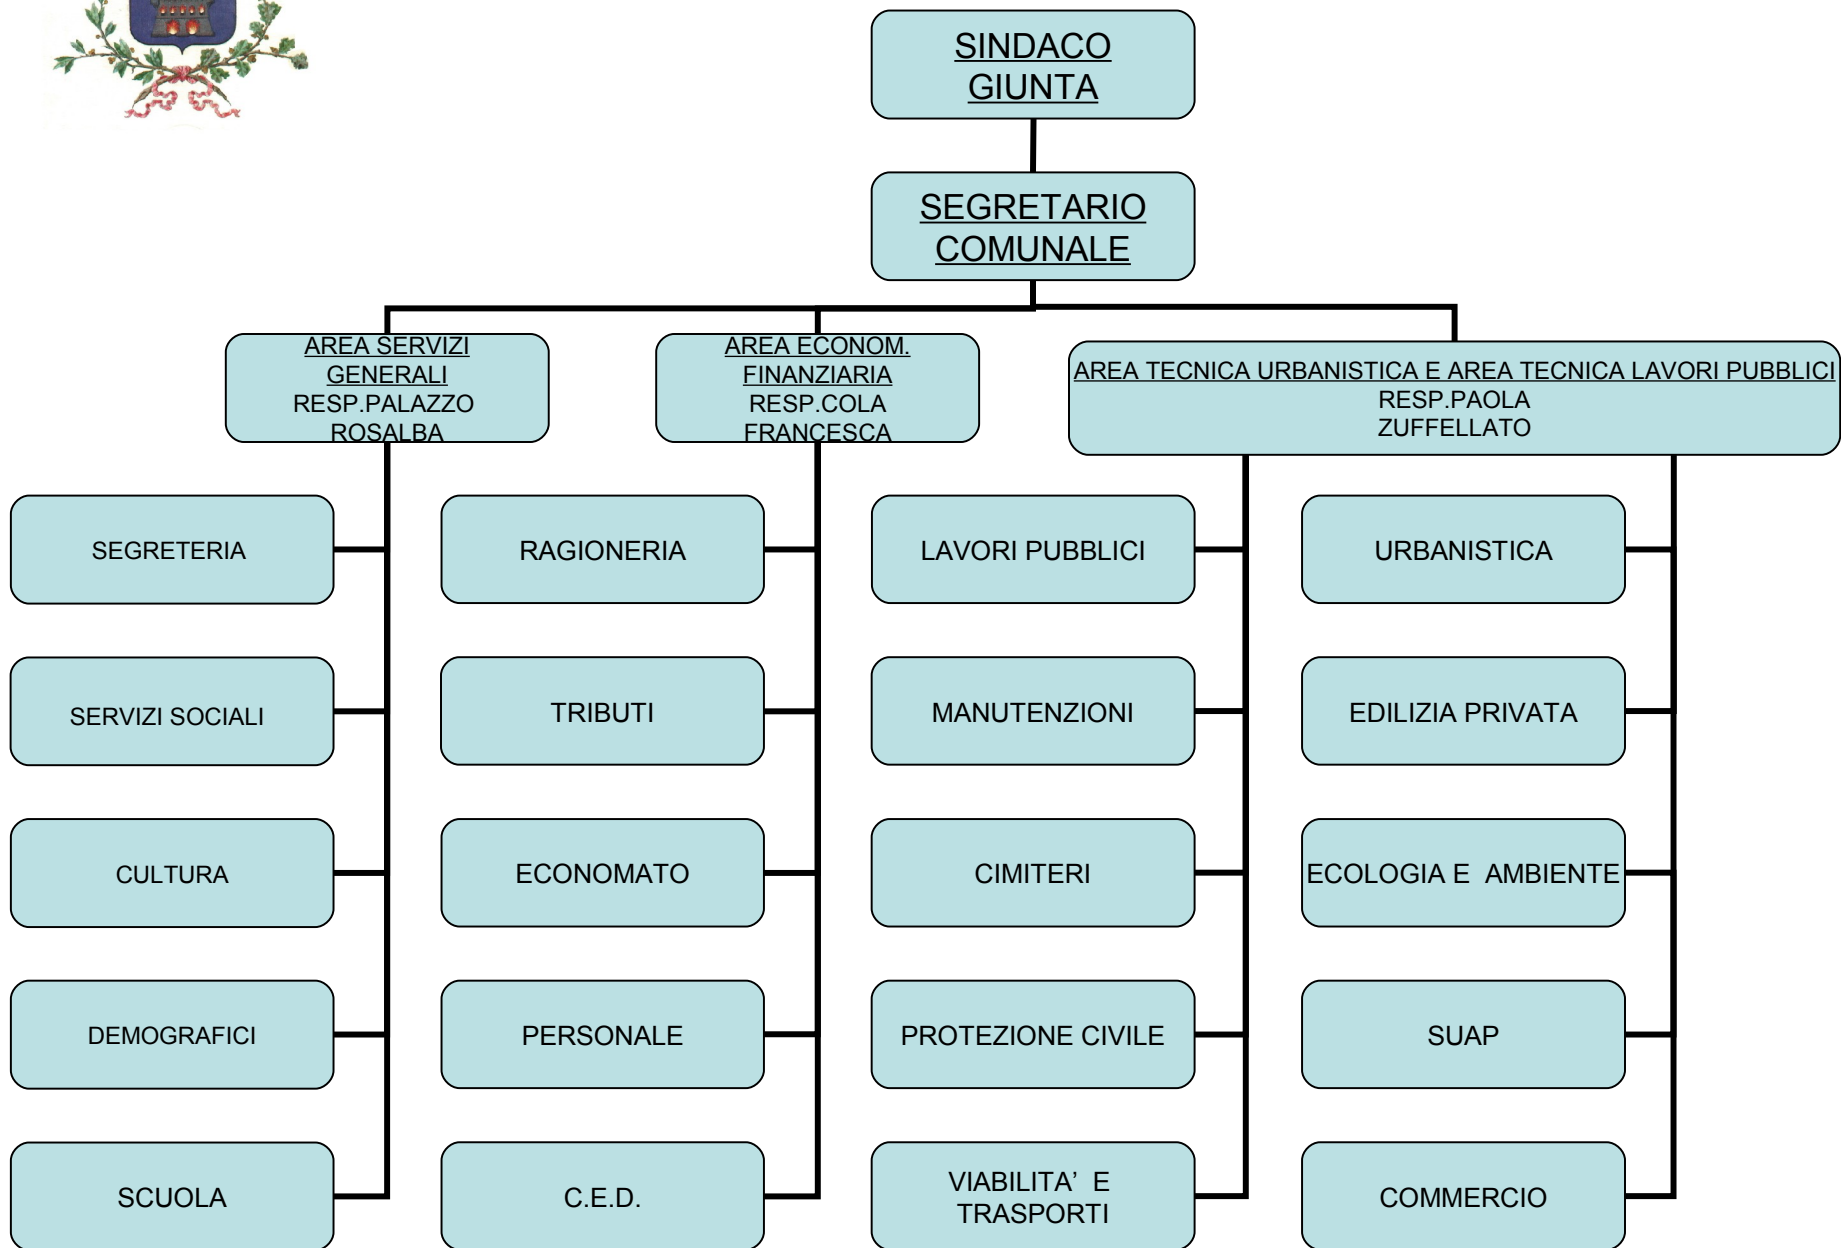 SINDACO
GIUNTA
SEGRETARIO
COMUNALE
AREA SERVIZI
GENERALI
RESP.PALAZZO
ROSALBA
AREA ECONOM.
FINANZIARIA
RESP.COLA
FRANCESCA
AREA TECNICA URBANISTICA E AREA TECNICA LAVORI PUBBLICI
RESP.PAOLA
ZUFFELLATO
SEGRETERIA
RAGIONERIA
LAVORI PUBBLICI
URBANISTICA
SERVIZI SOCIALI
TRIBUTI
MANUTENZIONI
EDILIZIA PRIVATA
CULTURA
ECONOMATO
CIMITERI
ECOLOGIA E  AMBIENTE
DEMOGRAFICI
PERSONALE
PROTEZIONE CIVILE
SUAP
SCUOLA
C.E.D.
VIABILITA’  E
TRASPORTI
COMMERCIO